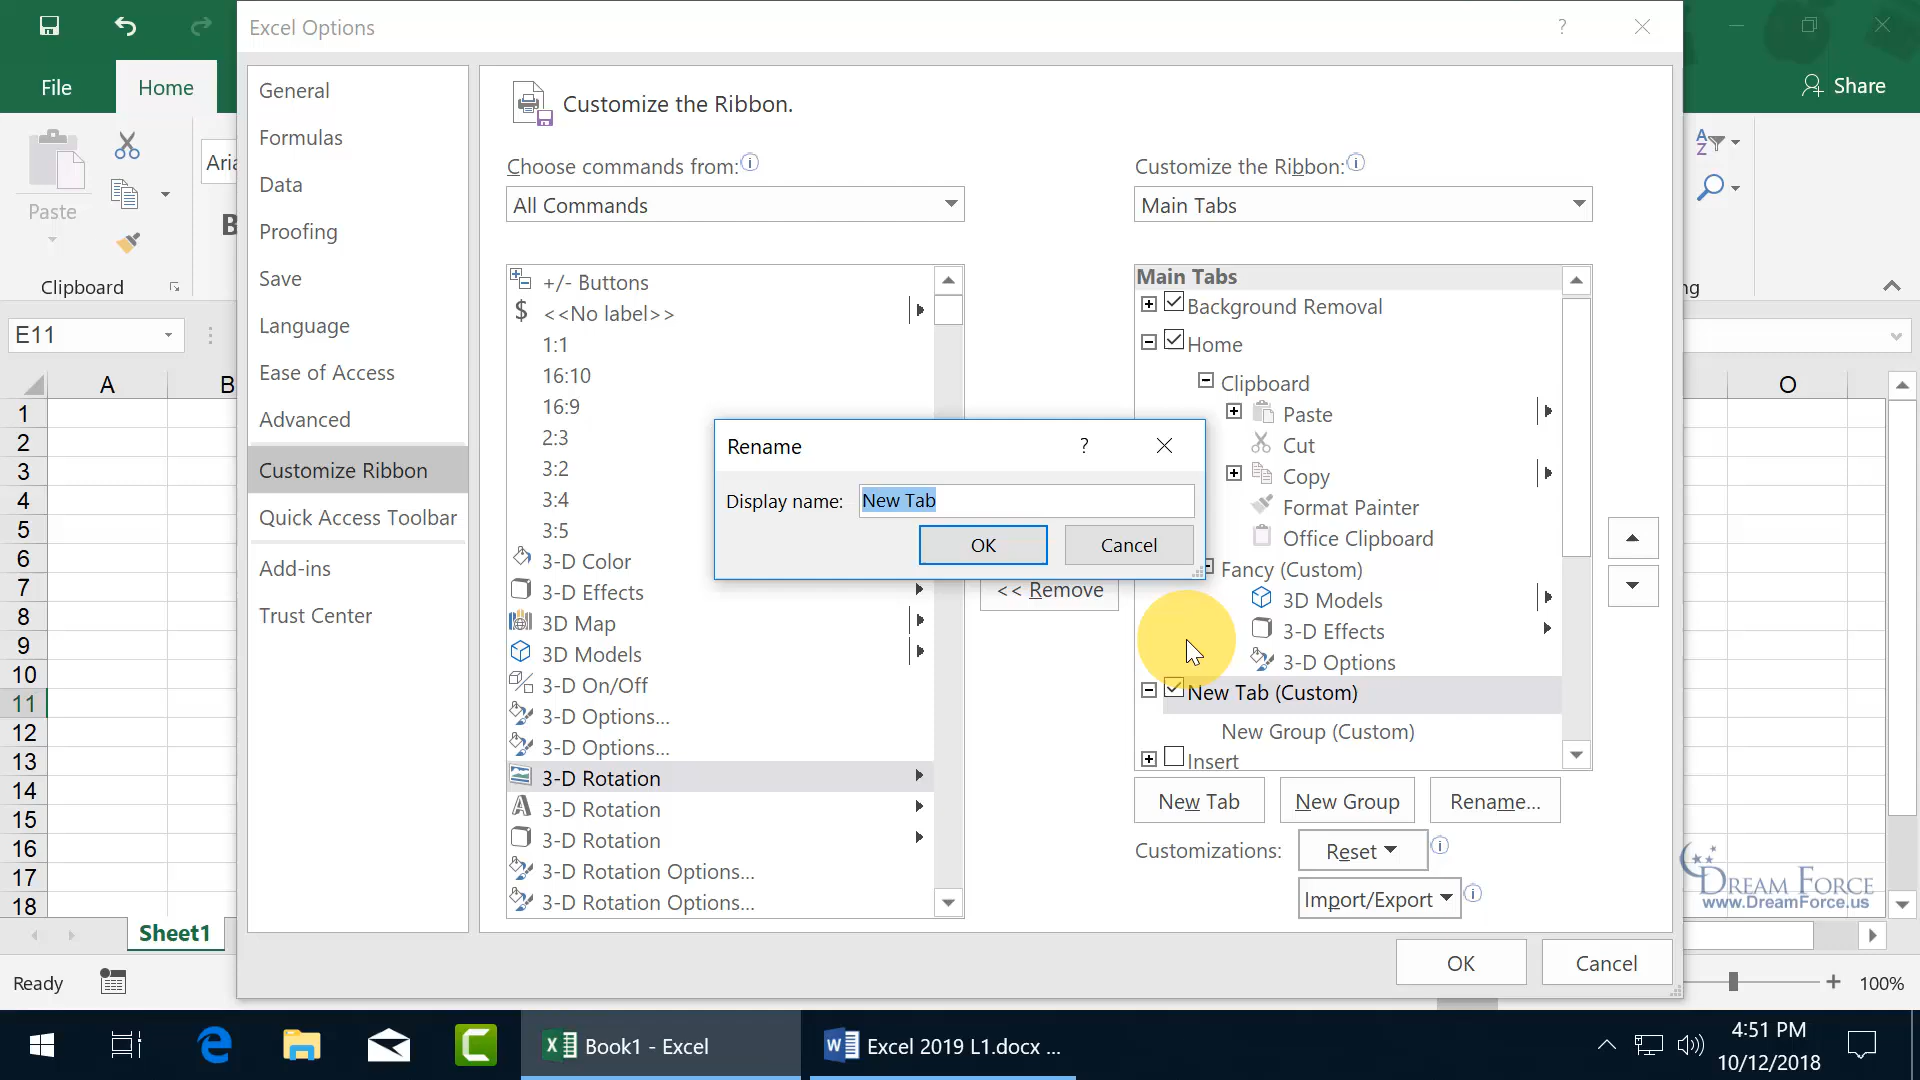 Excel Options
?
File
Home
Share
Paste
Clipboard
Aria
B
ng
E11
A
B
O
1
2
3
4
5
6
7
8
9
10
11
12
13
14
15
16
17
18
General
Formulas
Data
Proofing
Save
Language
Ease of Access
Advanced
Customize Ribbon
Quick Access Toolbar
Add-ins
Trust Center
Customize the Ribbon.
Choose commands from:
All Commands
+/- Buttons
$ <<No label>>
1:1
16:10
16:9
2:3
3:2
3:4
3:5
3-D Color
3-D Effects
3D Map
3D Models
3-D On/Off
3-D Options...
3-D Options...
3-D Rotation
3-D Rotation
3-D Rotation
3-D Rotation Options...
3-D Rotation Options...
<< Remove
Rename
?
Display name: New Tab
OK Cancel
Customize the Ribbon:
Main Tabs
Main Tabs
Background Removal
Home
Clipboard
Paste
Cut
Copy
Format Painter
Office Clipboard
Fancy (Custom)
3D Models
3-D Effects
3-D Options
New Tab (Custom)
New Group (Custom)
Insert
New Tab New Group Rename...
Customizations: Reset
Import/Export
OK Cancel
DREAM FORCE
www.DreamForce.us
Sheet1
Ready
100%
Book1 - Excel
Excel 2019 L1.docx ...
4:51 PM
10/12/2018